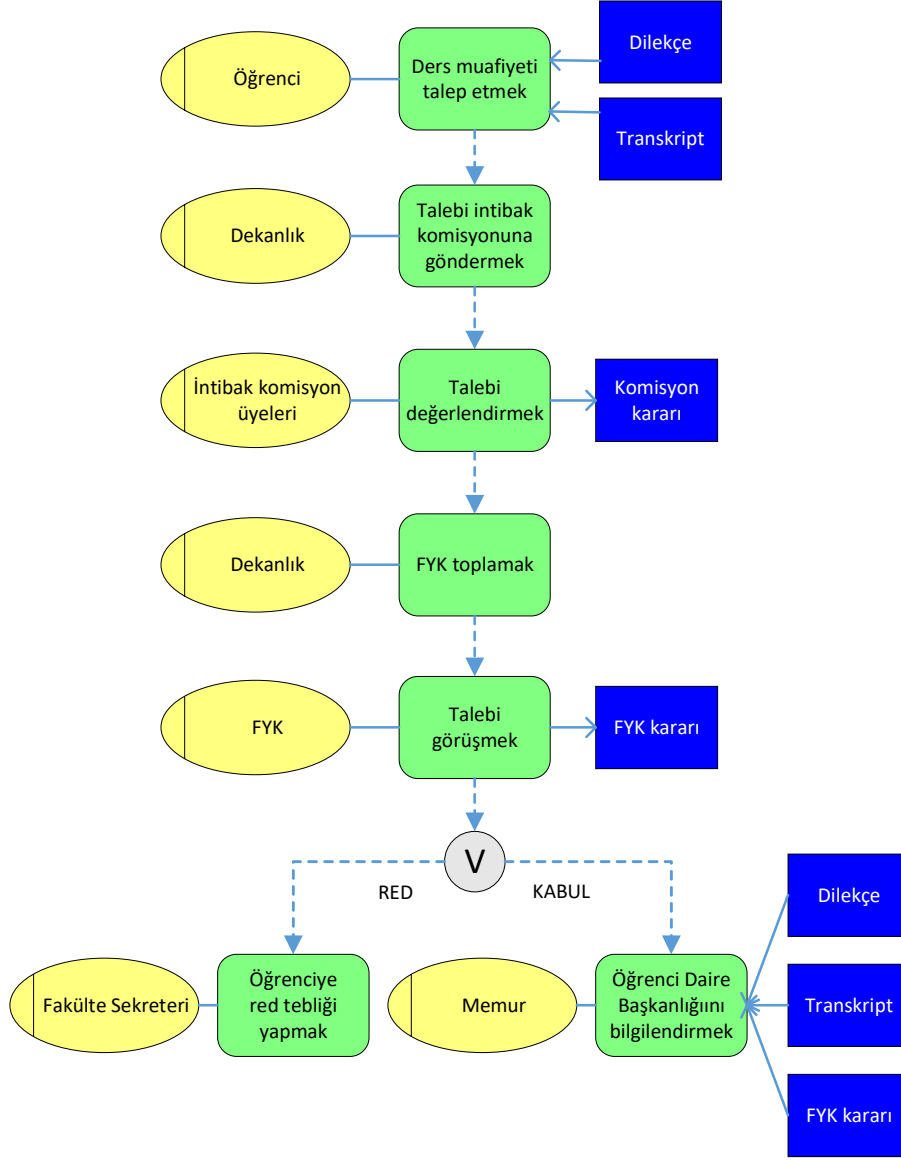 Dilekçe
Öğrenci
Ders muafiyeti
talep etmek
Transkript
Dekanlık
Talebi intibak
komisyonuna
göndermek
İntibak komisyon
üyeleri
Talebi
değerlendirmek
Komisyon
kararı
Dekanlık
FYK toplamak
FYK
Talebi
görüşmek
FYK kararı
V
RED
KABUL
Dilekçe
Fakülte Sekreteri
Öğrenciye
red tebliği
yapmak
Memur
Öğrenci Daire
Başkanlığıını
bilgilendirmek
Transkript
FYK kararı